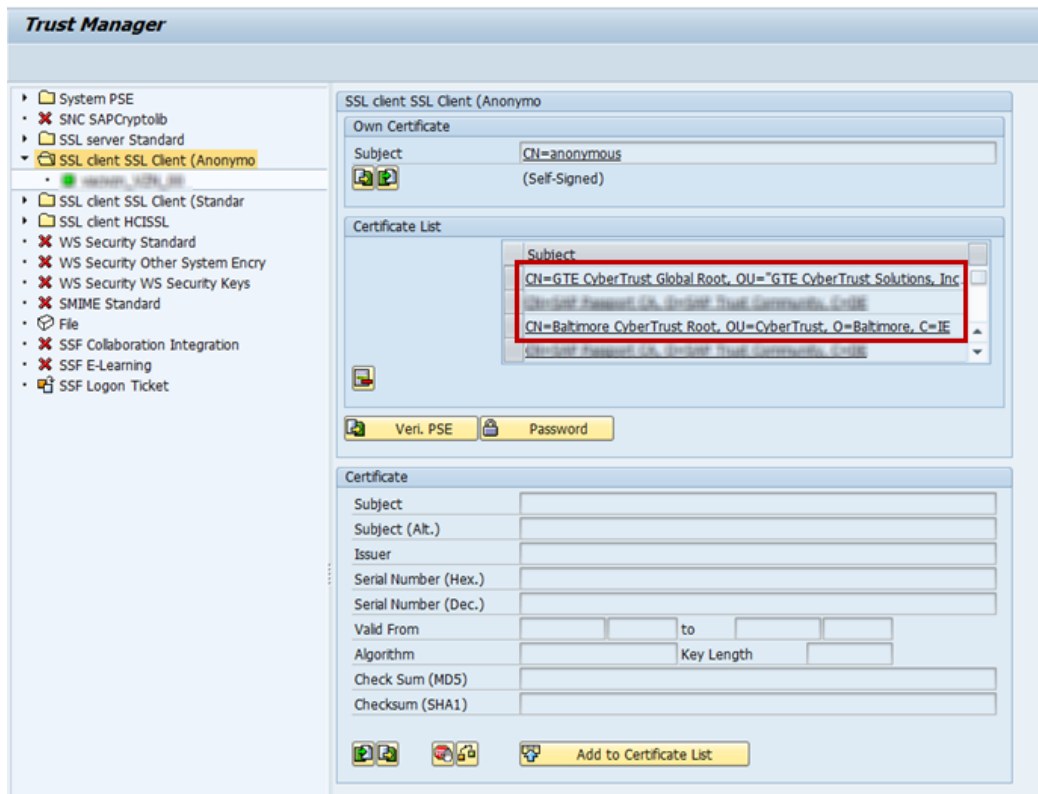 Trust Manager
System PSE
SNC SAPCryptolib
SSL server Standard
SSL client SSL Client (Anonymo
SSL client SSL Client (Standar
SSL client HCISSL
WS Security Standard
WS Security Other System Encry
WS Security WS Security Keys
SMIME Standard
File
SSF Collaboration Integration
SSF E-Learning
SSF Logon Ticket
SSL client SSL Client (Anonymo
Own Certificate
Subject CN=anonymous
(Self-Signed)
Certificate List
Subject
CN=GTE CyberTrust Global Root, OU="GTE CyberTrust Solutions, Inc.
CN=Baltimore CyberTrust Root, OU=CyberTrust, O=Baltimore, C=IE
Veri. PSE Password
Certificate
Subject
Subject (Alt.)
Issuer
Serial Number (Hex.)
Serial Number (Dec.)
Valid From to
Algorithm Key Length
Check Sum (MD5)
Checksum (SHA1)
Add to Certificate List